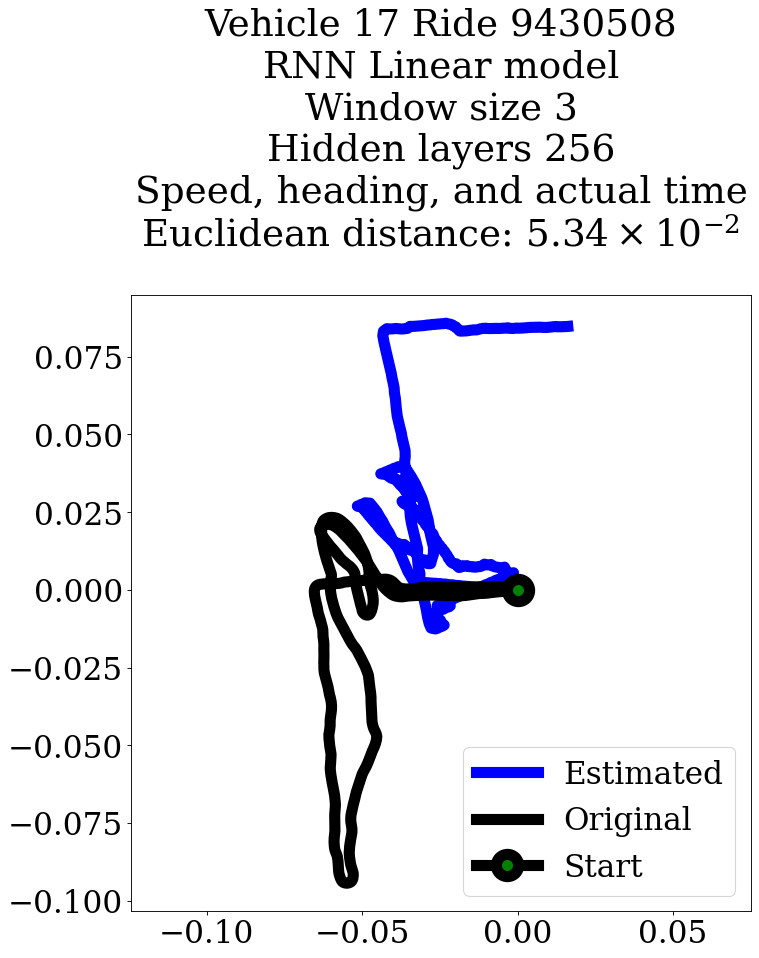 Vehicle 17 Ride 9430508
RNN Linear model
Window size 3
Hidden layers 256
Speed, heading, and actual time
Euclidean distance: 5.34 × 10⁻²
0.075
0.050
0.025
0.000
−0.025
−0.050
−0.075
−0.100
−0.10
−0.05
0.00
0.05
Estimated
Original
Start